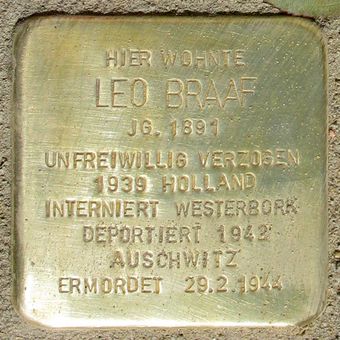 HIER WOHNTE
LEO BRAAF
JG. 1891
UNFREIWILLIG VERZOGEN
1939 HOLLAND
INTERNIERT WESTERBORK
DEPORTIERT 1942
AUSCHWITZ
ERMORDET 29.2.1944